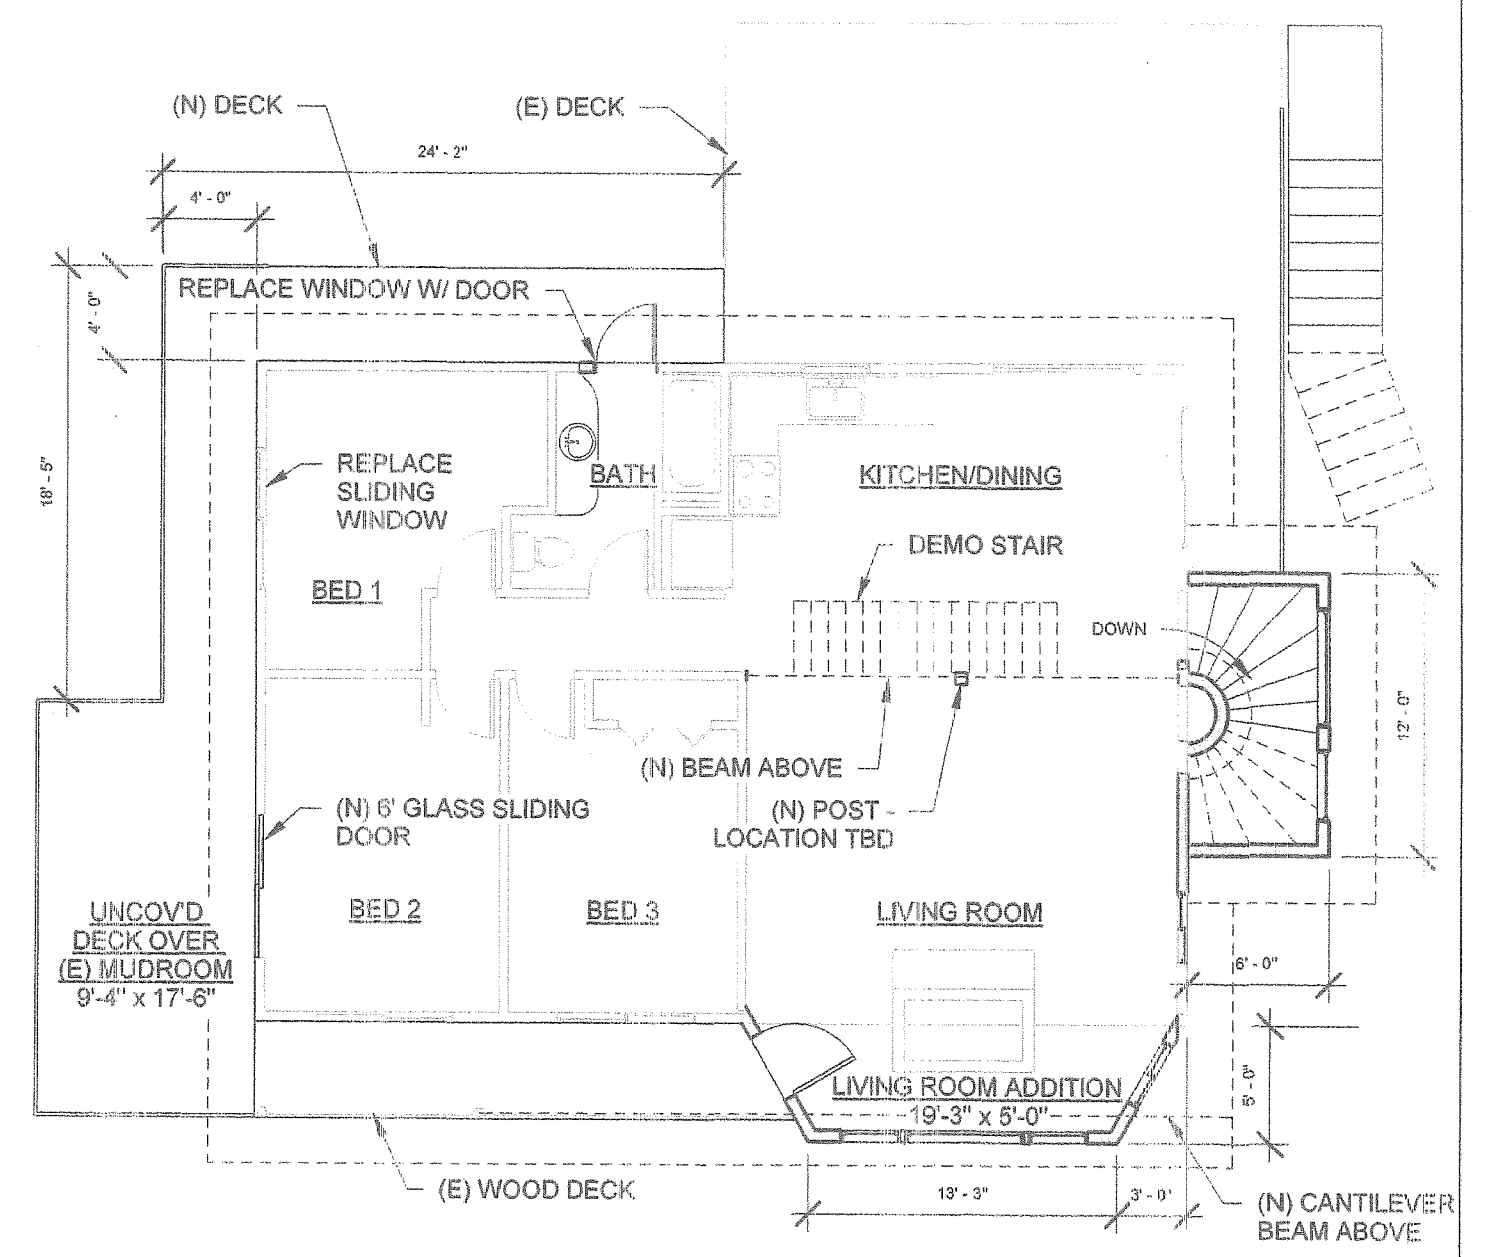 (N) DECK
(E) DECK
24' - 2"
4' - 0"
REPLACE WINDOW W/ DOOR
4' - 0"
18' - 5"
REPLACE
SLIDING
WINDOW
BATH
KITCHEN/DINING
DEMO STAIR
BED 1
DOWN
12' - 0"
(N) BEAM ABOVE
(N) POST -
LOCATION TBD
(N) 6' GLASS SLIDING
DOOR
BED 2
BED 3
LIVING ROOM
UNCOV'D
DECK OVER
(E) MUDROOM
9'-4" x 17'-6"
6' - 0"
5' - 0"
LIVING ROOM ADDITION
19'-3" x 5'-0"
(E) WOOD DECK
13' - 3"
3' - 0'
(N) CANTILEVER
BEAM ABOVE